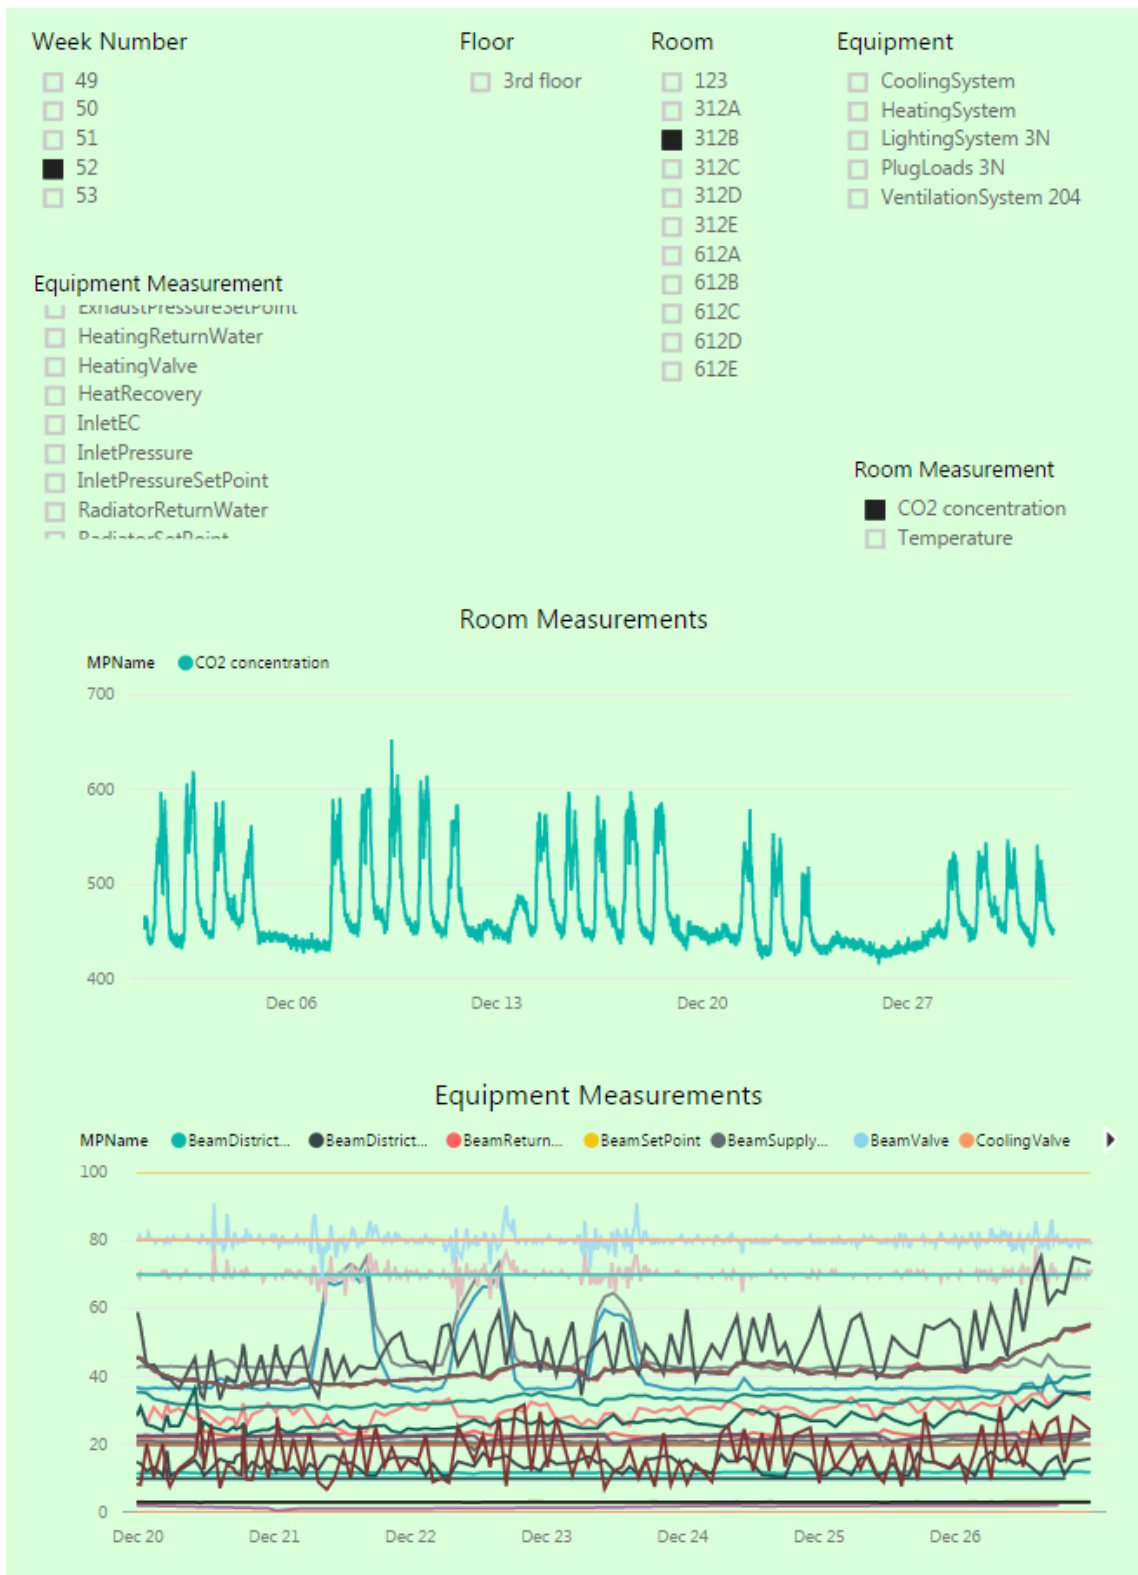 Week Number
49
50
51
52
53
Floor
3rd floor
Room
123
312A
312B
312C
312D
312E
612A
612B
612C
612D
612E
Equipment
CoolingSystem
HeatingSystem
LightingSystem 3N
PlugLoads 3N
VentilationSystem 204
Equipment Measurement
ExhaustPressureSetPoint
HeatingReturnWater
HeatingValve
HeatRecovery
InletEC
InletPressure
InletPressureSetPoint
RadiatorReturnWater
RadiatorSetPoint
Room Measurement
CO2 concentration
Temperature
Room Measurements
MPName CO2 concentration
700
600
500
400
Dec 06 Dec 13 Dec 20 Dec 27
Equipment Measurements
MPName BeamDistrict... BeamDistrict... BeamReturn... BeamSetPoint BeamSupply... BeamValve CoolingValve
100
80
60
40
20
0
Dec 20 Dec 21 Dec 22 Dec 23 Dec 24 Dec 25 Dec 26